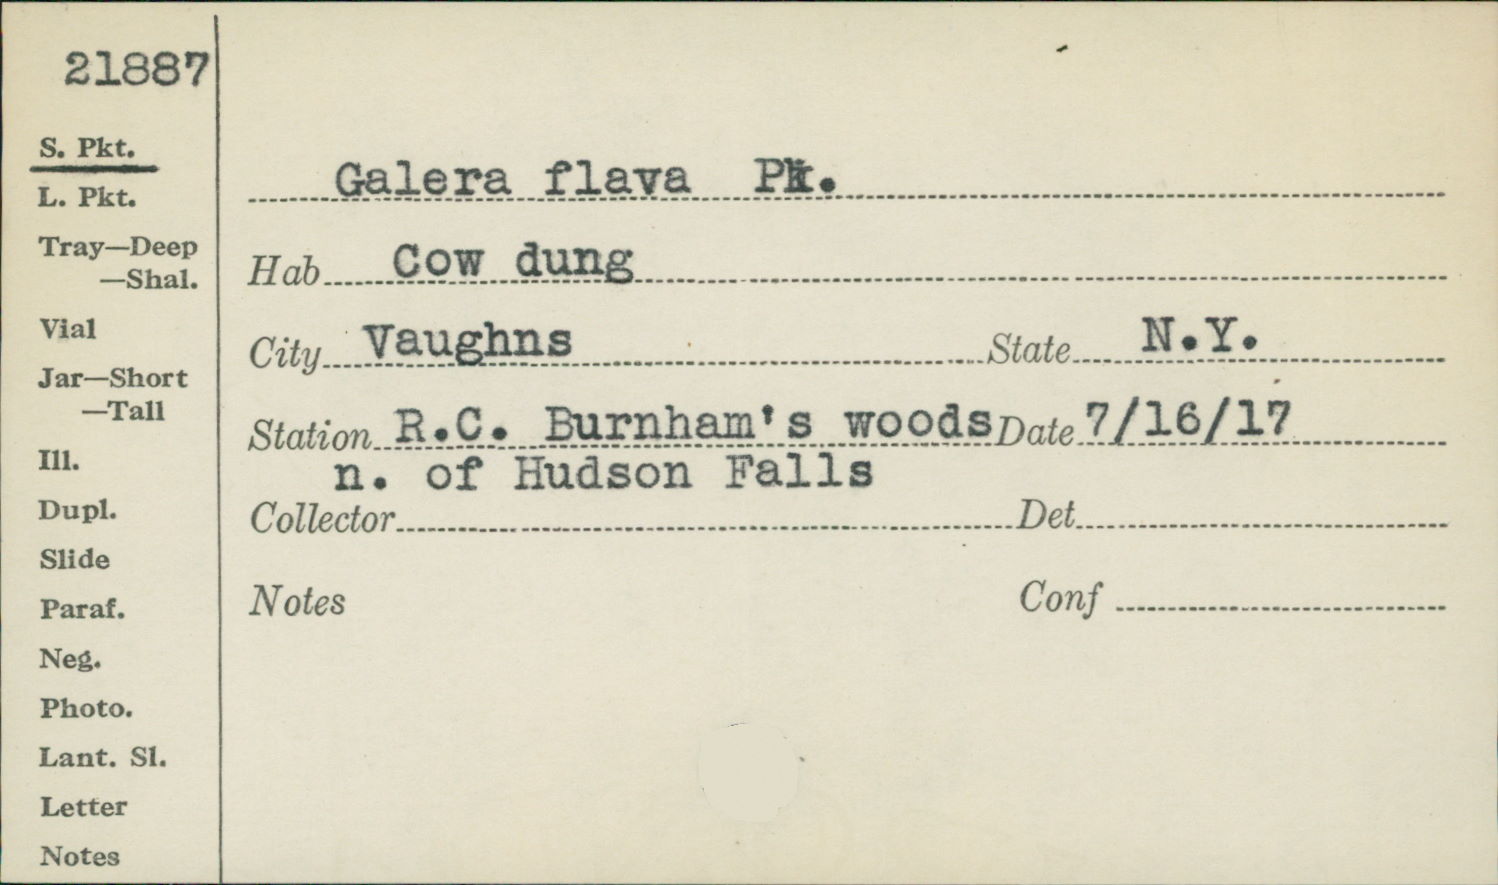 21887
S. Pkt.
L. Pkt.
Tray—Deep
—Shal.
Vial
Jar—Short
—Tall
Ill.
Dupl.
Slide
Paraf.
Neg.
Photo.
Lant. Sl.
Letter
Notes
Galera flava Pk.
Hab Cow dung
City Vaughns State N.Y.
Station R.C. Burnham's woods Date 7/16/17
n. of Hudson Falls
Collector Det
Notes Conf